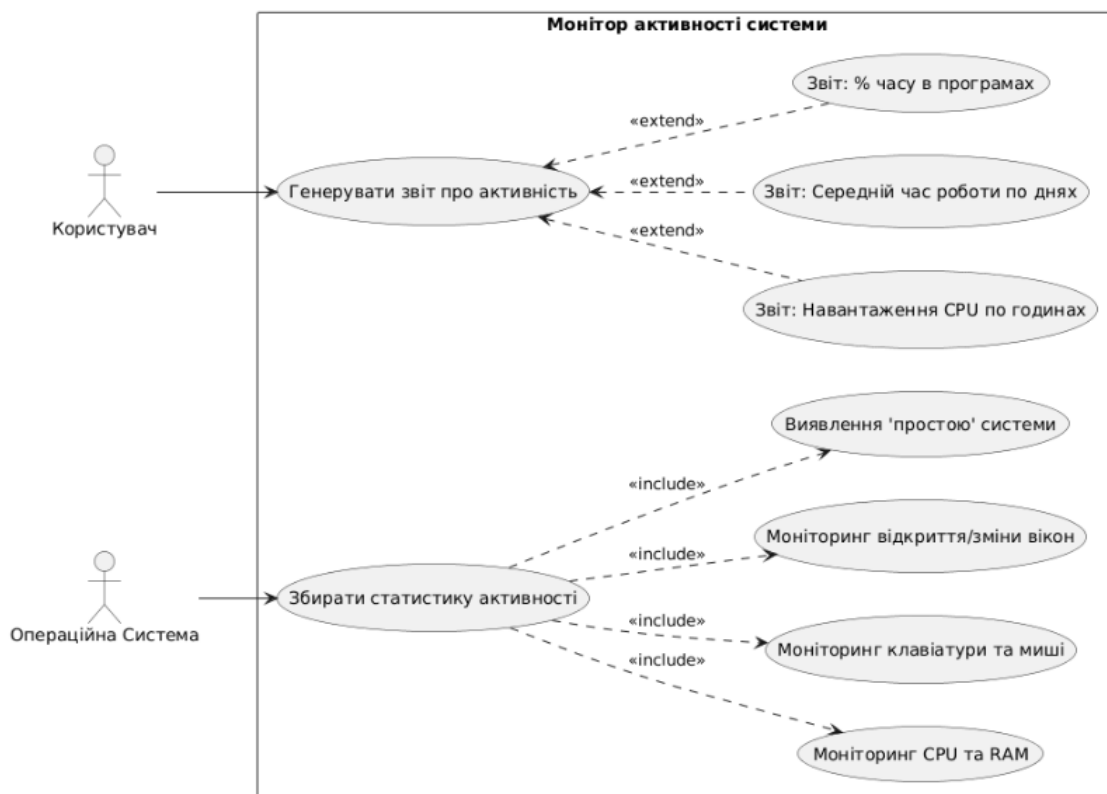 Монітор активності системи
Звіт: % часу в програмах
«extend»
Генерувати звіт про активність
«extend»
Звіт: Середній час роботи по днях
Користувач
«extend»
Звіт: Навантаження CPU по годинах
Виявлення 'простою' системи
«include»
Моніторинг відкриття/зміни вікон
«include»
Збирати статистику активності
Операційна Система
«include»
Моніторинг клавіатури та миші
«include»
Моніторинг CPU та RAM